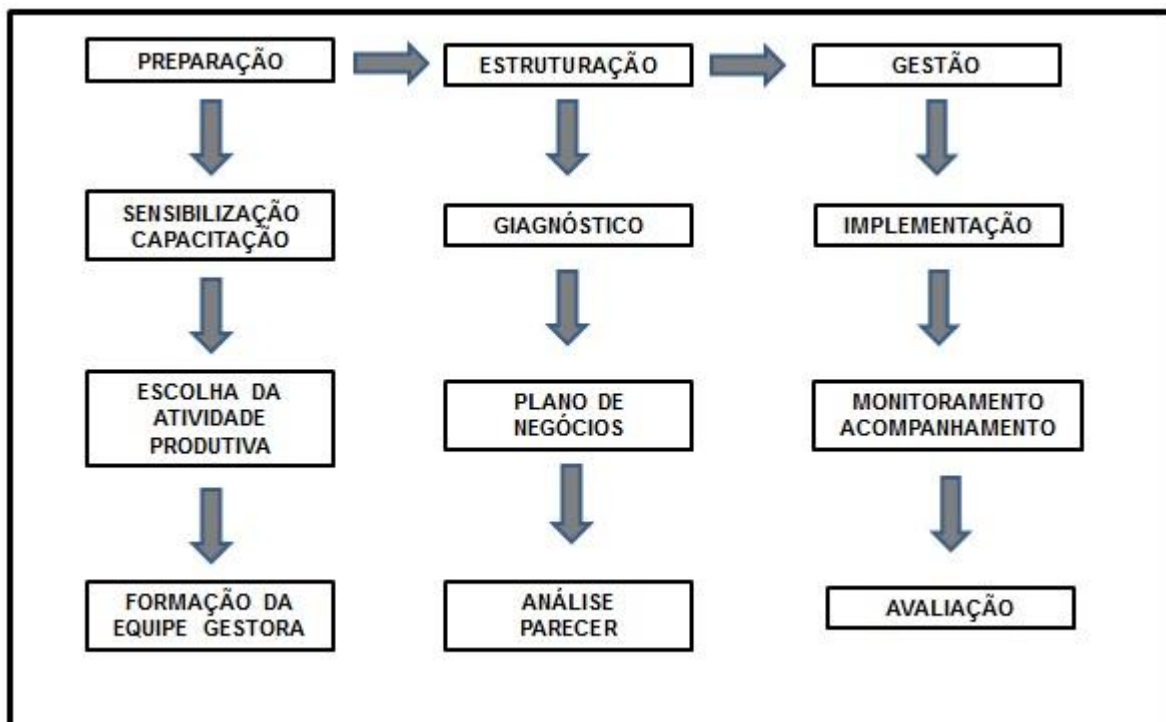 PREPARAÇÃO
ESTRUTURAÇÃO
GESTÃO
SENSIBILIZAÇÃO
CAPACITAÇÃO
GIAGNÓSTICO
IMPLEMENTAÇÃO
ESCOLHA DA
ATIVIDADE
PRODUTIVA
PLANO DE
NEGÓCIOS
MONITORAMENTO
ACOMPANHAMENTO
FORMAÇÃO DA
EQUIPE GESTORA
ANÁLISE
PARECER
AVALIAÇÃO